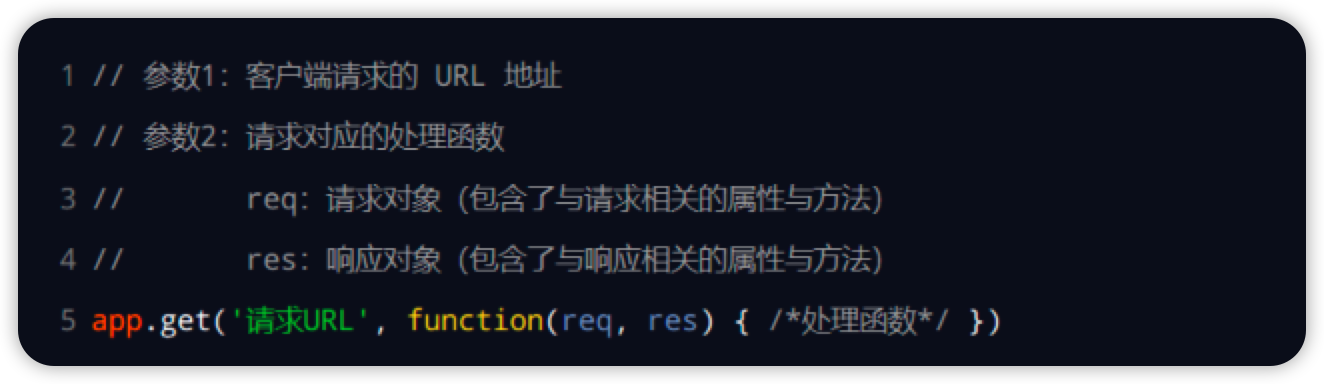 1 // 参数1: 客户端请求的 URL 地址
2 // 参数2: 请求对应的处理函数
3 //       req: 请求对象 (包含了与请求相关的属性与方法)
4 //       res: 响应对象 (包含了与响应相关的属性与方法)
5 app.get('请求URL', function(req, res) { /*处理函数*/ })